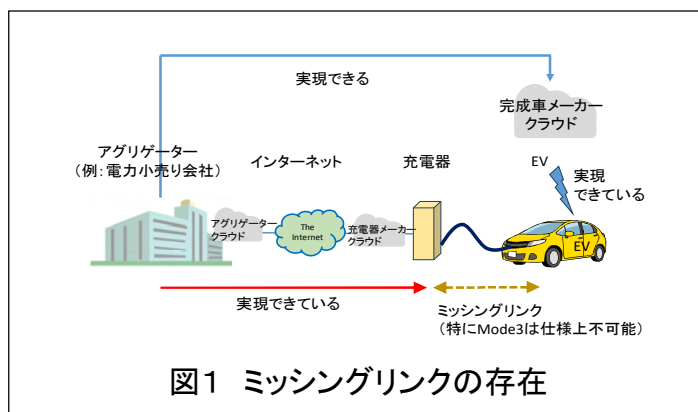 実現できる
完成車メーカー
クラウド
アグリゲーター
（例：電力小売り会社）
インターネット
充電器
EV
実現
できている
アグリゲーター
クラウド
The
Internet
充電器メーカー
クラウド
EV
実現できている
ミッシングリンク
（特にMode3は仕様上不可能）
図１　ミッシングリンクの存在